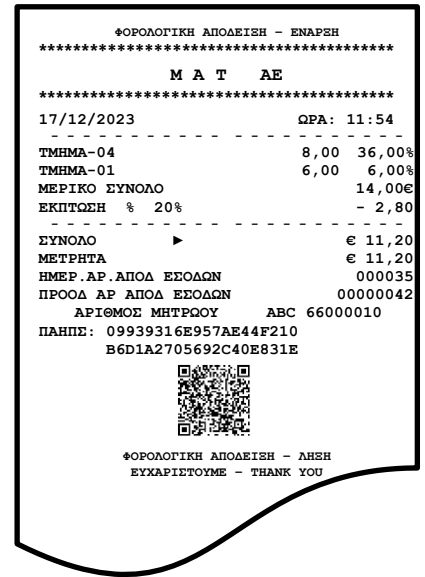 ΦΟΡΟΛΟΓΙΚΗ ΑΠΟΔΕΙΞΗ – ΕΝΑΡΞΗ
******************************************
Μ Α Τ ΑΕ
******************************************
17/12/2023 ΩΡΑ: 11:54
- - - - - - - - - - - - - - - - - - - -
ΤΜΗΜΑ-04 8,00 36,00%
ΤΜΗΜΑ-01 6,00 6,00%
ΜΕΡΙΚΟ ΣΥΝΟΛΟ 14,00€
ΕΚΠΤΩΣΗ % 20% - 2,80
- - - - - - - - - - - - - - - - - - - -
ΣΥΝΟΛΟ ► € 11,20
ΜΕΤΡΗΤΑ € 11,20
ΗΜΕΡ.ΑΡ.ΑΠΟΔ ΕΣΟΔΩΝ 000035
ΠΡΟΟΔ ΑΡ ΑΠΟΔ ΕΣΟΔΩΝ 00000042
ΑΡΙΘΜΟΣ ΜΗΤΡΩΟΥ ABC 66000010
ΠΑΗΠΣ: 09939316E957AE44F210
B6D1A2705692C40E831E
ΦΟΡΟΛΟΓΙΚΗ ΑΠΟΔΕΙΞΗ – ΛΗΞΗ
ΕΥΧΑΡΙΣΤΟΥΜΕ – THANK YOU